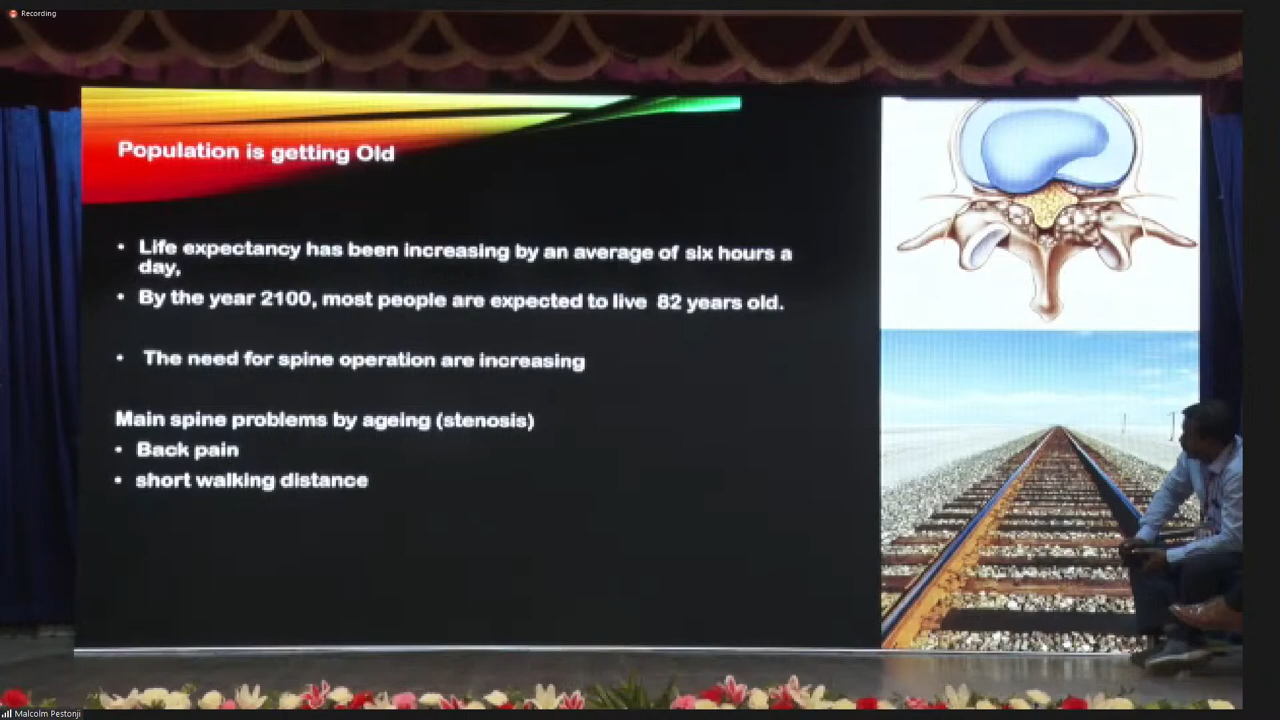 Recording
Population is getting Old
• Life expectancy has been increasing by an average of six hours a
day,
• By the year 2100, most people are expected to live 82 years old.
• The need for spine operation are increasing
Main spine problems by ageing (stenosis)
• Back pain
• short walking distance
Malcolm Pestonji